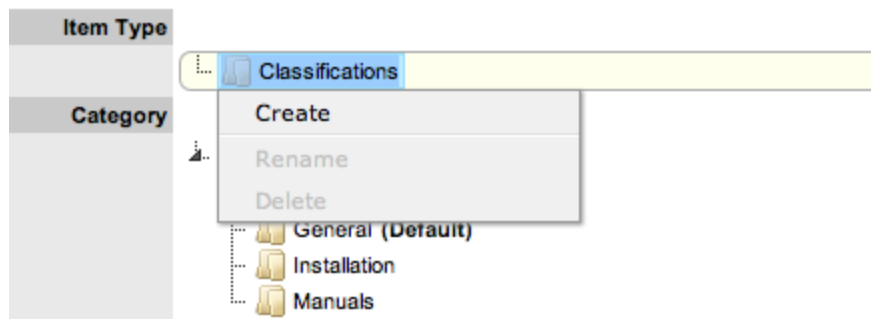 Item Type
Classifications
Create
Category
Rename
Delete
General (Default)
Installation
Manuals